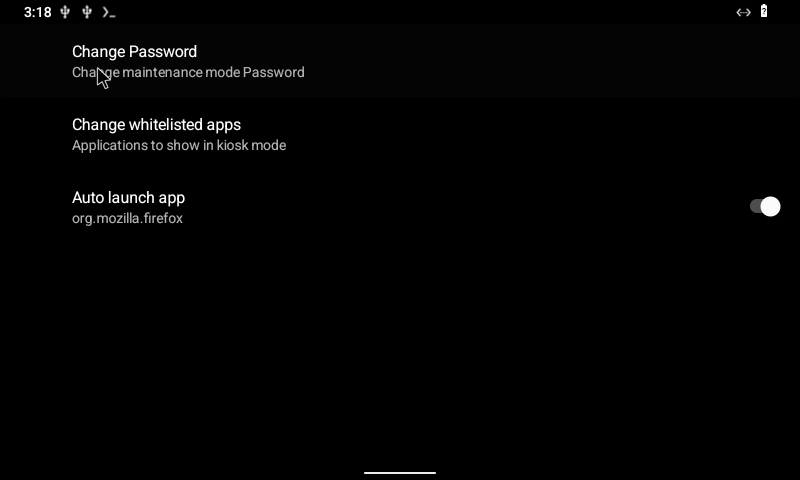 3:18
Change Password
Change maintenance mode Password
Change whitelisted apps
Applications to show in kiosk mode
Auto launch app
org.mozilla.firefox